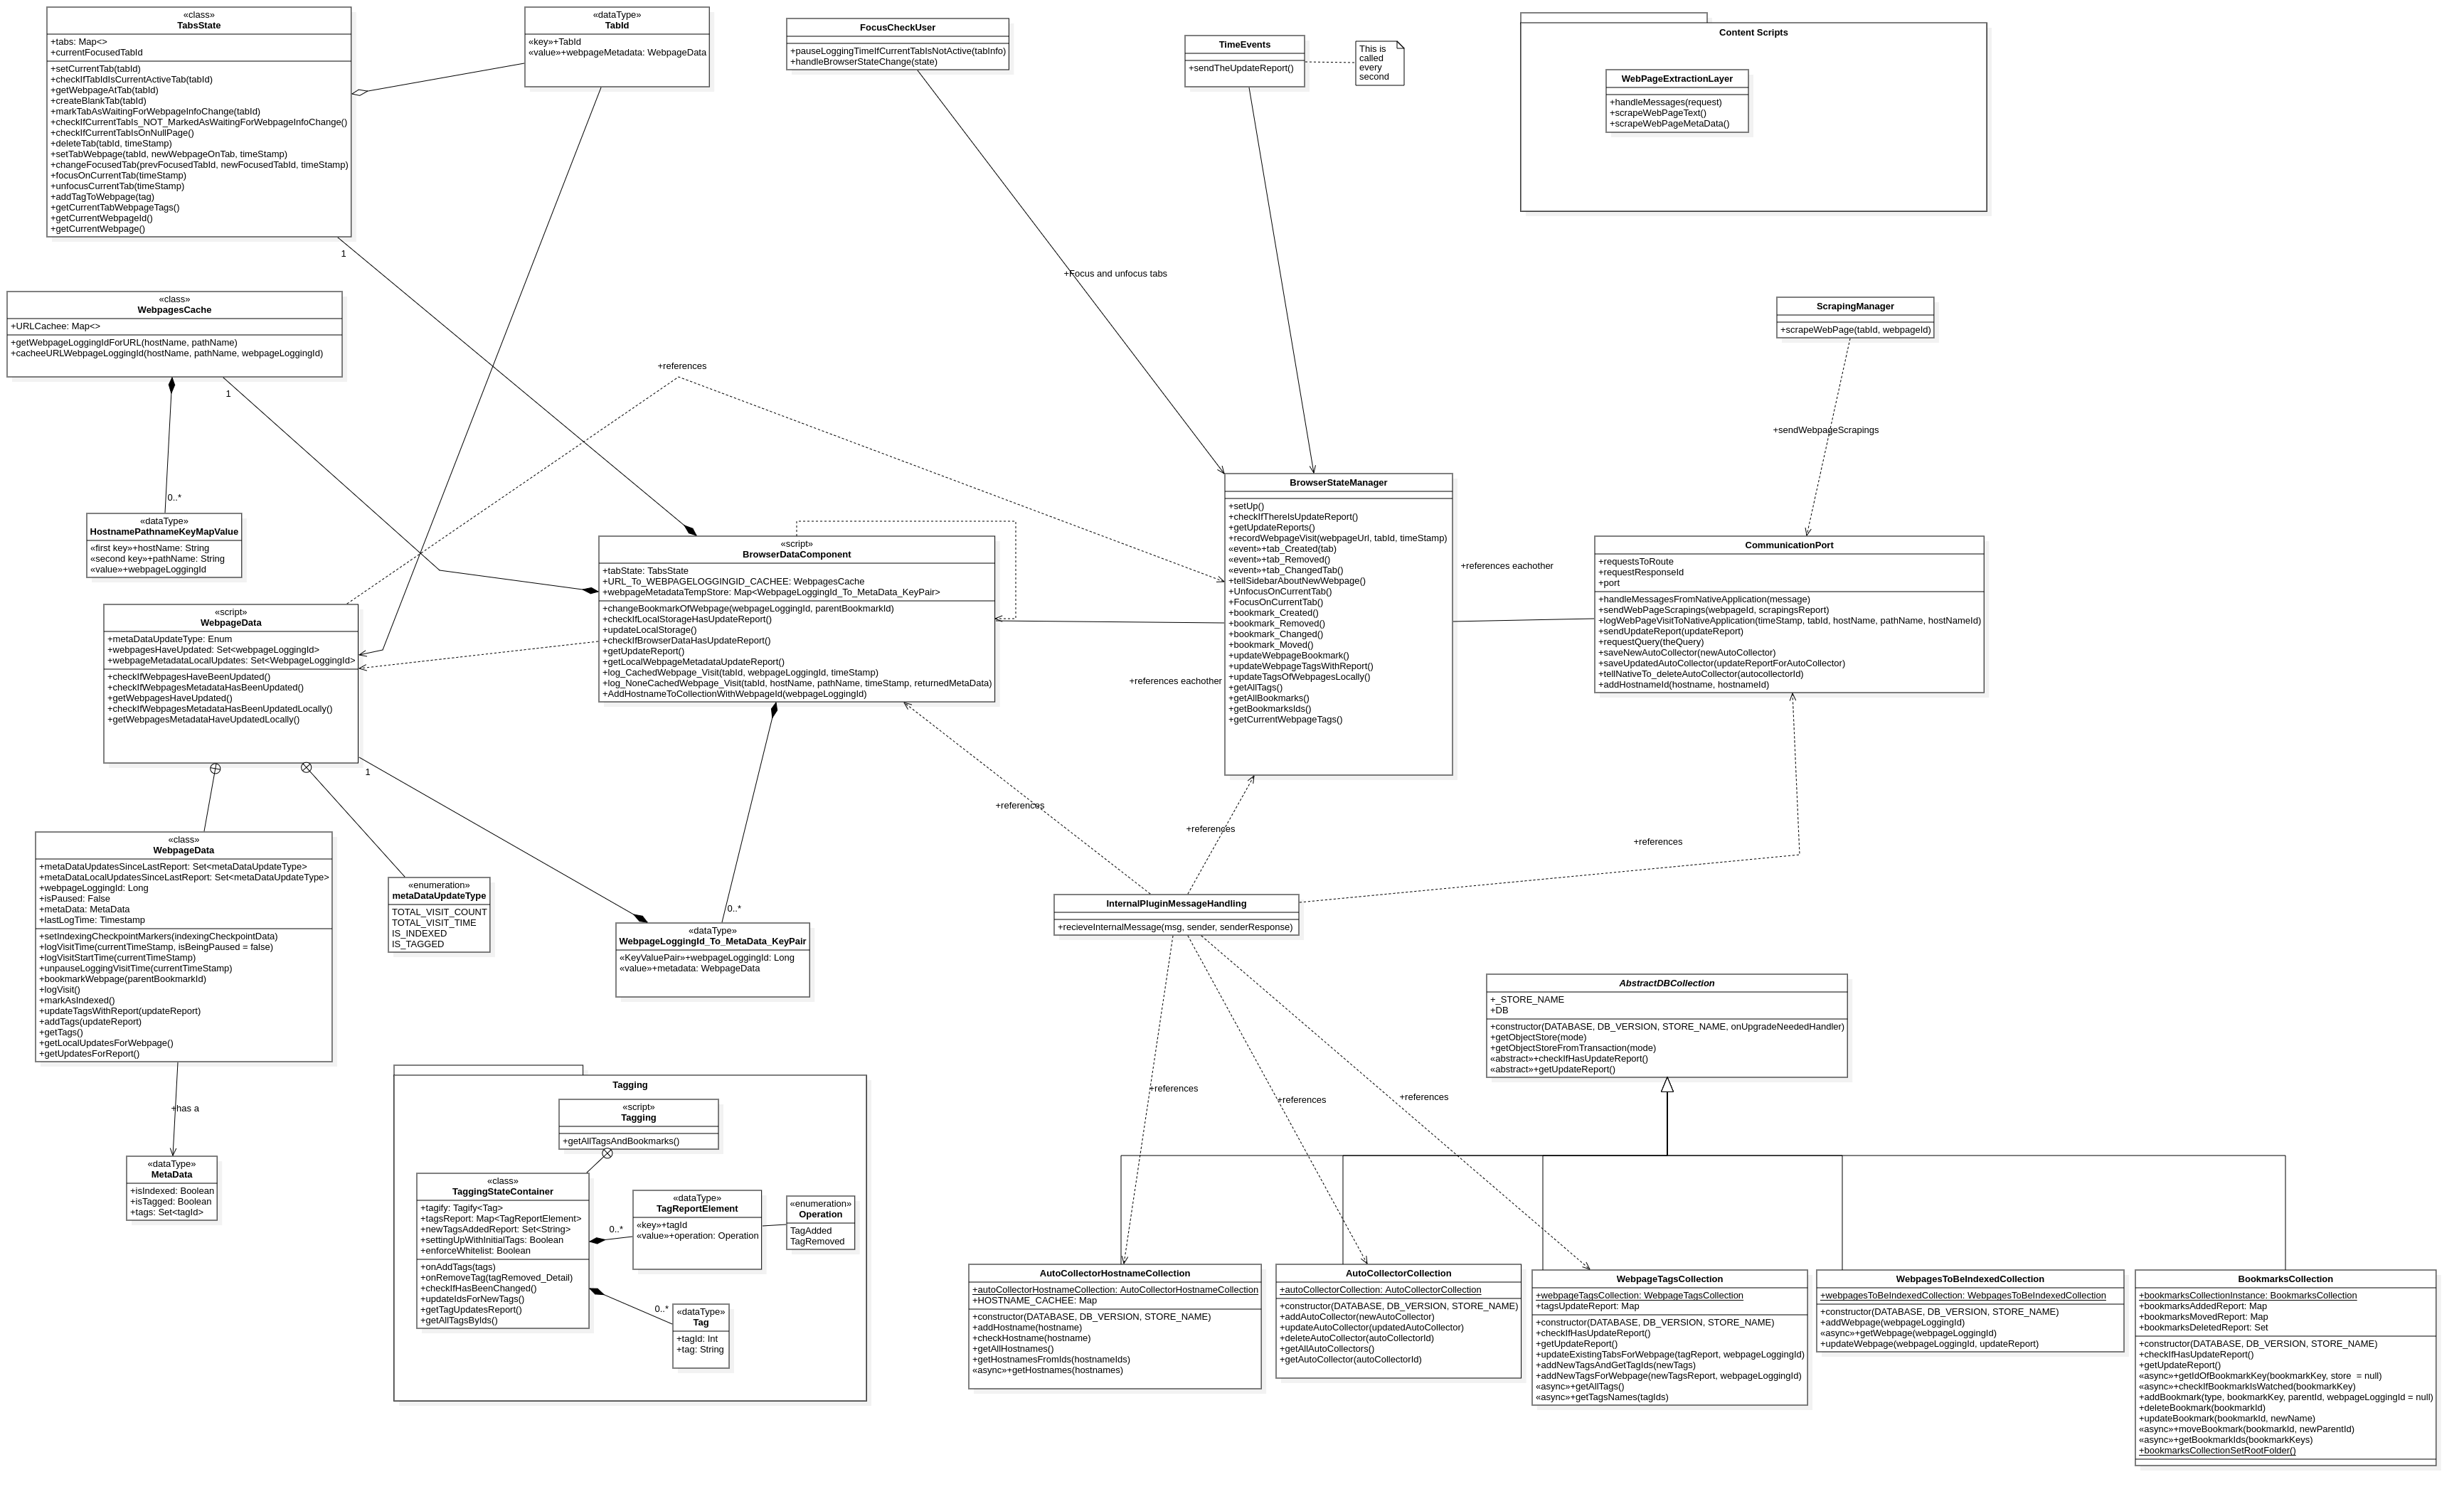 «class»
TabsState
+tabs: Map<>
+currentFocusedTabId
+setCurrentTab(tabId)
+checkIfTabIdIsCurrentActiveTab(tabId)
+getWebpageAtTab(tabId)
+createBlankTab(tabId)
+markTabAsWaitingForWebpageInfoChange(tabId)
+checkIfCurrentTabIs_NOT_MarkedAsWaitingForWebpageInfoChange()
+checkIfCurrentTabIsOnNullPage()
+deleteTab(tabId, timeStamp)
+setTabWebpage(tabId, newWebpageOnTab, timeStamp)
+changeFocusedTab(prevFocusedTabId, newFocusedTabId, timeStamp)
+focusOnCurrentTab(timeStamp)
+unfocusCurrentTab(timeStamp)
+addTagToWebpage(tag)
+getCurrentTabWebpageTags()
+getCurrentWebpageId()
+getCurrentWebpage()
1
«dataType»
TabId
«key»+TabId
«value»+webpageMetadata: WebpageData
FocusCheckUser
+pauseLoggingTimeIfCurrentTabIsNotActive(tabInfo)
+handleBrowserStateChange(state)
TimeEvents
+sendTheUpdateReport()
This is
called
every
second
Content Scripts
WebPageExtractionLayer
+handleMessages(request)
+scrapeWebPageText()
+scrapeWebPageMetaData()
+Focus and unfocus tabs
«class»
WebpagesCache
+URLCachee: Map<>
+getWebpageLoggingIdForURL(hostName, pathName)
+cacheeURLWebpageLoggingId(hostName, pathName, webpageLoggingId)
1
0..*
+references
ScrapingManager
+scrapeWebPage(tabId, webpageId)
+sendWebpageScrapings
«dataType»
HostnamePathnameKeyMapValue
«first key»+hostName: String
«second key»+pathName: String
«value»+webpageLoggingId
«script»
WebpageData
+metaDataUpdateType: Enum
+webpagesHaveUpdated: Set<webpageLoggingId>
+webpageMetadataLocalUpdates: Set<WebpageLoggingId>
+checkIfWebpagesHaveBeenUpdated()
+checkIfWebpagesMetadataHasBeenUpdated()
+getWebpagesHaveUpdated()
+checkIfWebpagesMetadataHasBeenUpdatedLocally()
+getWebpagesMetadataHaveUpdatedLocally()
1
«script»
BrowserDataComponent
+tabState: TabsState
+URL_To_WEBPAGELOGGINGID_CACHEE: WebpagesCache
+webpageMetadataTempStore: Map<WebpageLoggingId_To_MetaData_KeyPair>
+changeBookmarkOfWebpage(webpageLoggingId, parentBookmarkId)
+checkIfLocalStorageHasUpdateReport()
+updateLocalStorage()
+checkIfBrowserDataHasUpdateReport()
+getUpdateReport()
+getLocalWebpageMetadataUpdateReport()
+log_CachedWebpage_Visit(tabId, webpageLoggingId, timeStamp)
+log_NoneCachedWebpage_Visit(tabId, hostName, pathName, timeStamp, returnedMetaData)
+AddHostnameToCollectionWithWebpageId(webpageLoggingId)
BrowserStateManager
+setUp()
+checkIfThereIsUpdateReport()
+getUpdateReports()
+recordWebpageVisit(webpageUrl, tabId, timeStamp)
«event»+tab_Created(tab)
«event»+tab_Removed()
«event»+tab_ChangedTab()
+tellSidebarAboutNewWebpage()
+UnfocusOnCurrentTab()
+FocusOnCurrentTab()
+bookmark_Created()
+bookmark_Removed()
+bookmark_Changed()
+bookmark_Moved()
+updateWebpageBookmark()
+updateWebpageTagsWithReport()
+updateTagsOfWebpagesLocally()
+getAllTags()
+getAllBookmarks()
+getBookmarksIds()
+getCurrentWebpageTags()
+references eachother
+references eachother
CommunicationPort
+requestsToRoute
+requestResponseId
+port
+handleMessagesFromNativeApplication(message)
+sendWebPageScrapings(webpageId, scrapingsReport)
+logWebPageVisitToNativeApplication(timeStamp, tabId, hostName, pathName, hostNameId)
+sendUpdateReport(updateReport)
+requestQuery(theQuery)
+saveNewAutoCollector(newAutoCollector)
+saveUpdatedAutoCollector(updateReportForAutoCollector)
+tellNativeTo_deleteAutoCollector(autocollectorId)
+addHostnameId(hostname, hostnameId)
+references
+references
+references
«class»
WebpageData
+metaDataUpdatesSinceLastReport: Set<metaDataUpdateType>
+metaDataLocalUpdatesSinceLastReport: Set<metaDataUpdateType>
+webpageLoggingId: Long
+isPaused: False
+metaData: MetaData
+lastLogTime: Timestamp
+setIndexingCheckpointMarkers(indexingCheckpointData)
+logVisitTime(currentTimeStamp, isBeingPaused = false)
+logVisitStartTime(currentTimeStamp)
+unpauseLoggingVisitTime(currentTimeStamp)
+bookmarkWebpage(parentBookmarkId)
+logVisit()
+markAsIndexed()
+updateTagsWithReport(updateReport)
+addTags(updateReport)
+getTags()
+getLocalUpdatesForWebpage()
+getUpdatesForReport()
«enumeration»
metaDataUpdateType
TOTAL_VISIT_COUNT
TOTAL_VISIT_TIME
IS_INDEXED
IS_TAGGED
0..*
«dataType»
WebpageLoggingId_To_MetaData_KeyPair
«KeyValuePair»+webpageLoggingId: Long
«value»+metadata: WebpageData
InternalPluginMessageHandling
+recieveInternalMessage(msg, sender, senderResponse)
AbstractDBCollection
+_STORE_NAME
+DB
+constructor(DATABASE, DB_VERSION, STORE_NAME, onUpgradeNeededHandler)
+getObjectStore(mode)
+getObjectStoreFromTransaction(mode)
«abstract»+checkIfHasUpdateReport()
«abstract»+getUpdateReport()
+has a
+references
+references
+references
«dataType»
MetaData
+isIndexed: Boolean
+isTagged: Boolean
+tags: Set<tagId>
Tagging
«script»
Tagging
+getAllTagsAndBookmarks()
«class»
TaggingStateContainer
+tagify: Tagify<Tag>
+tagsReport: Map<TagReportElement>
+newTagsAddedReport: Set<String>
+settingUpWithInitialTags: Boolean
+enforceWhitelist: Boolean
+onAddTags(tags)
+onRemoveTag(tagRemoved_Detail)
+checkIfHasBeenChanged()
+updateIdsForNewTags()
+getTagUpdatesReport()
+getAllTagsByIds()
0..*
«dataType»
TagReportElement
«key»+tagId
«value»+operation: Operation
«enumeration»
Operation
TagAdded
TagRemoved
0..*
«dataType»
Tag
+tagId: Int
+tag: String
AutoCollectorHostnameCollection
+autoCollectorHostnameCollection: AutoCollectorHostnameCollection
+HOSTNAME_CACHEE: Map
+constructor(DATABASE, DB_VERSION, STORE_NAME)
+addHostname(hostname)
+checkHostname(hostname)
+getAllHostnames()
+getHostnamesFromIds(hostnameIds)
«async»+getHostnames(hostnames)
AutoCollectorCollection
+autoCollectorCollection: AutoCollectorCollection
+constructor(DATABASE, DB_VERSION, STORE_NAME)
+addAutoCollector(newAutoCollector)
+updateAutoCollector(updatedAutoCollector)
+deleteAutoCollector(autoCollectorId)
+getAllAutoCollectors()
+getAutoCollector(autoCollectorId)
WebpageTagsCollection
+webpageTagsCollection: WebpageTagsCollection
+tagsUpdateReport: Map
+constructor(DATABASE, DB_VERSION, STORE_NAME)
+checkIfHasUpdateReport()
+getUpdateReport()
+updateExistingTabsForWebpage(tagReport, webpageLoggingId)
+addNewTagsAndGetTagIds(newTags)
+addNewTagsForWebpage(newTagsReport, webpageLoggingId)
«async»+getAllTags()
«async»+getTagsNames(tagIds)
WebpagesToBeIndexedCollection
+webpagesToBeIndexedCollection: WebpagesToBeIndexedCollection
+constructor(DATABASE, DB_VERSION, STORE_NAME)
+addWebpage(webpageLoggingId)
«async»+getWebpage(webpageLoggingId)
+updateWebpage(webpageLoggingId, updateReport)
BookmarksCollection
+bookmarksCollectionInstance: BookmarksCollection
+bookmarksAddedReport: Map
+bookmarksMovedReport: Map
+bookmarksDeletedReport: Set
+constructor(DATABASE, DB_VERSION, STORE_NAME)
+checkIfHasUpdateReport()
+getUpdateReport()
«async»+getIdOfBookmarkKey(bookmarkKey, store = null)
«async»+checkIfBookmarkIsWatched(bookmarkKey)
+addBookmark(type, bookmarkKey, parentId, webpageLoggingId = null)
+deleteBookmark(bookmarkId)
+updateBookmark(bookmarkId, newName)
«async»+moveBookmark(bookmarkId, newParentId)
«async»+getBookmarkIds(bookmarkKeys)
+bookmarksCollectionSetRootFolder()